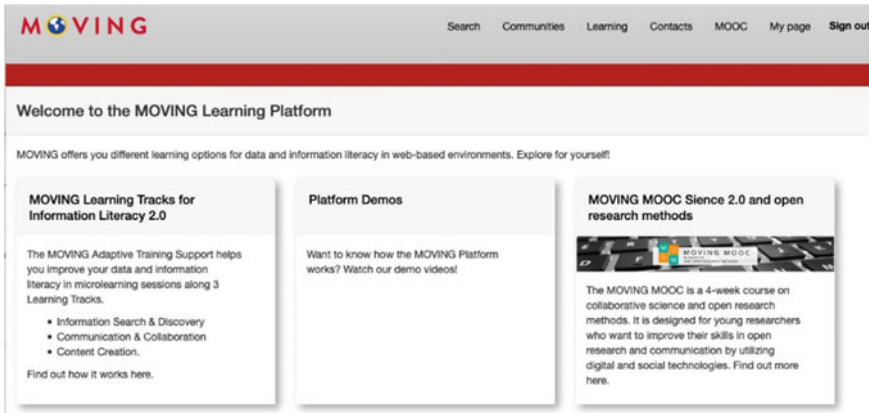 MOVING
Search Communities Learning Contacts MOOC My page Sign out
Welcome to the MOVING Learning Platform
MOVING offers you different learning options for data and information literacy in web-based environments. Explore for yourself!
MOVING Learning Tracks for
Information Literacy 2.0
The MOVING Adaptive Training Support helps
you improve your data and information
literacy in microlearning sessions along 3
Learning Tracks.
• Information Search & Discovery
• Communication & Collaboration
• Content Creation.
Find out how it works here.
Platform Demos
Want to know how the MOVING Platform
works? Watch our demo videos!
MOVING MOOC Sience 2.0 and open
research methods
MOVING MOOC
The MOVING MOOC is a 4-week course on
collaborative science and open research
methods. It is designed for young researchers
who want to improve their skills in open
research and communication by utilizing
digital and social technologies. Find out more
here.